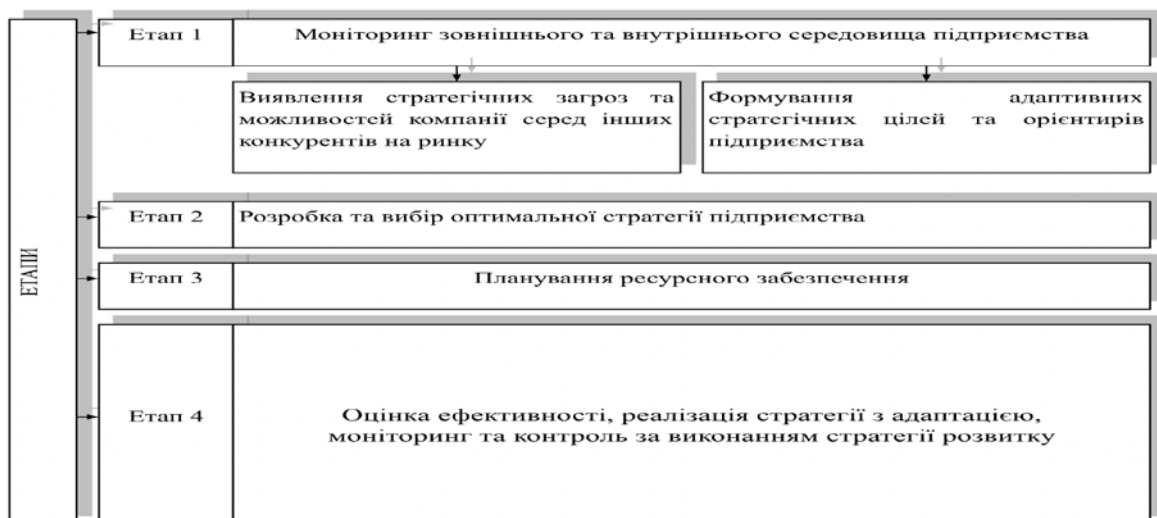 ЕТАПИ
Етап 1
Моніторинг зовнішнього та внутрішнього середовища підприємства
Виявлення стратегічних загроз та
можливостей компанії серед інших
конкурентів на ринку
Формування адаптивних
стратегічних цілей та орієнтирів
підприємства
Етап 2
Розробка та вибір оптимальної стратегії підприємства
Етап 3
Планування ресурсного забезпечення
Етап 4
Оцінка ефективності, реалізація стратегії з адаптацією,
моніторинг та контроль за виконанням стратегії розвитку